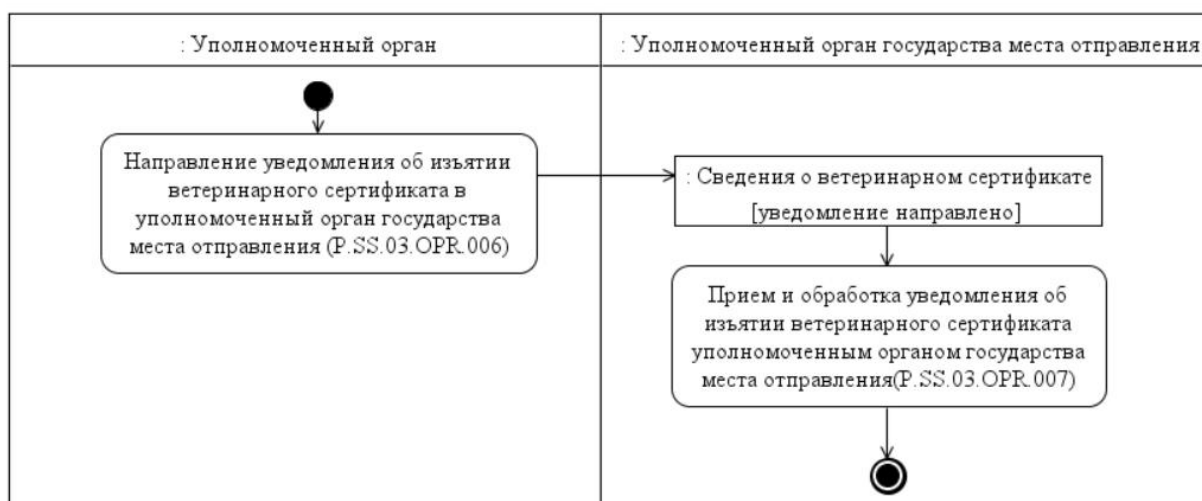 : Уполномоченный орган
: Уполномоченный орган государства места отправления
Направление уведомления об изъятии
ветеринарного сертификата в
уполномоченный орган государства
места отправления (P.SS.03.OPR.006)
: Сведения о ветеринарном сертификате
[уведомление направлено]
Прием и обработка уведомления об
изъятии ветеринарного сертификата
уполномоченным органом государства
места отправления(P.SS.03.OPR.007)